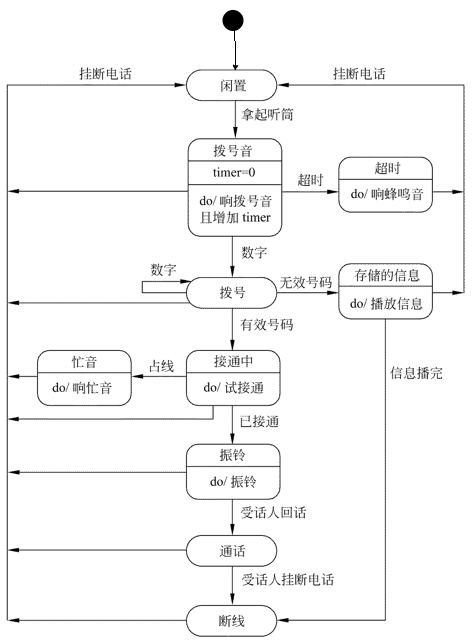 挂断电话
挂断电话
闲置
拿起听筒
拨号音
timer=0
do/ 响拨号音
且增加 timer
超时
超时
do/ 响蜂鸣音
数字
数字
拨号
无效号码
存储的信息
do/ 播放信息
有效号码
忙音
do/ 响忙音
占线
接通中
do/ 试接通
信息播完
已接通
振铃
do/ 振铃
受话人回话
通话
受话人挂断电话
断线